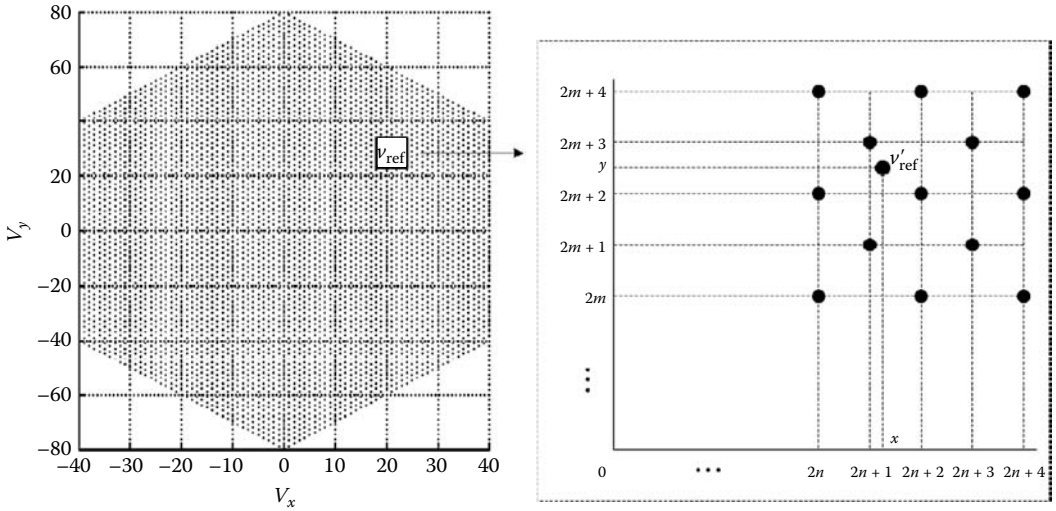 80
60
20
0
−20
−40
−60
−80
V_y
−40 −30 −20 −10 0 10 20 30 40
V_x
ν_ref
2m + 4
2m + 3
y
2m + 2
2m + 1
2m
ν′_ref
x
0 ••• 2n 2n + 1 2n + 2 2n + 3 2n + 4